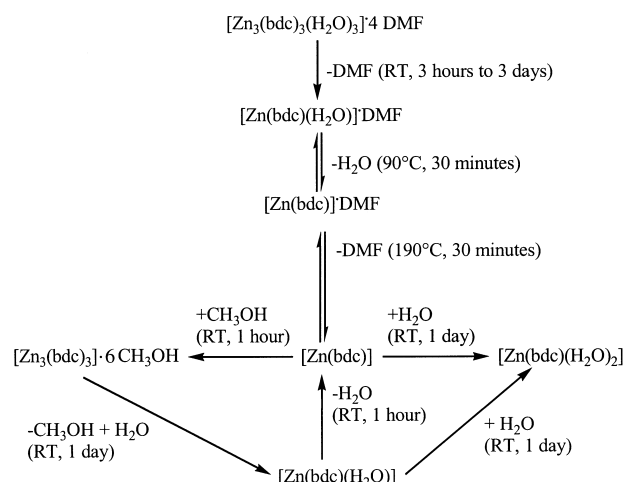 [Zn₃(bdc)₃(H₂O)₃]·4 DMF
-DMF (RT, 3 hours to 3 days)
[Zn(bdc)(H₂O)]·DMF
-H₂O (90°C, 30 minutes)
[Zn(bdc)]·DMF
-DMF (190°C, 30 minutes)
+CH₃OH
(RT, 1 hour)
+H₂O
(RT, 1 day)
[Zn₃(bdc)₃]·6 CH₃OH
[Zn(bdc)]
[Zn(bdc)(H₂O)₂]
-H₂O
(RT, 1 hour)
-CH₃OH + H₂O
(RT, 1 day)
+ H₂O
(RT, 1 day)
[Zn(bdc)(H₂O)]